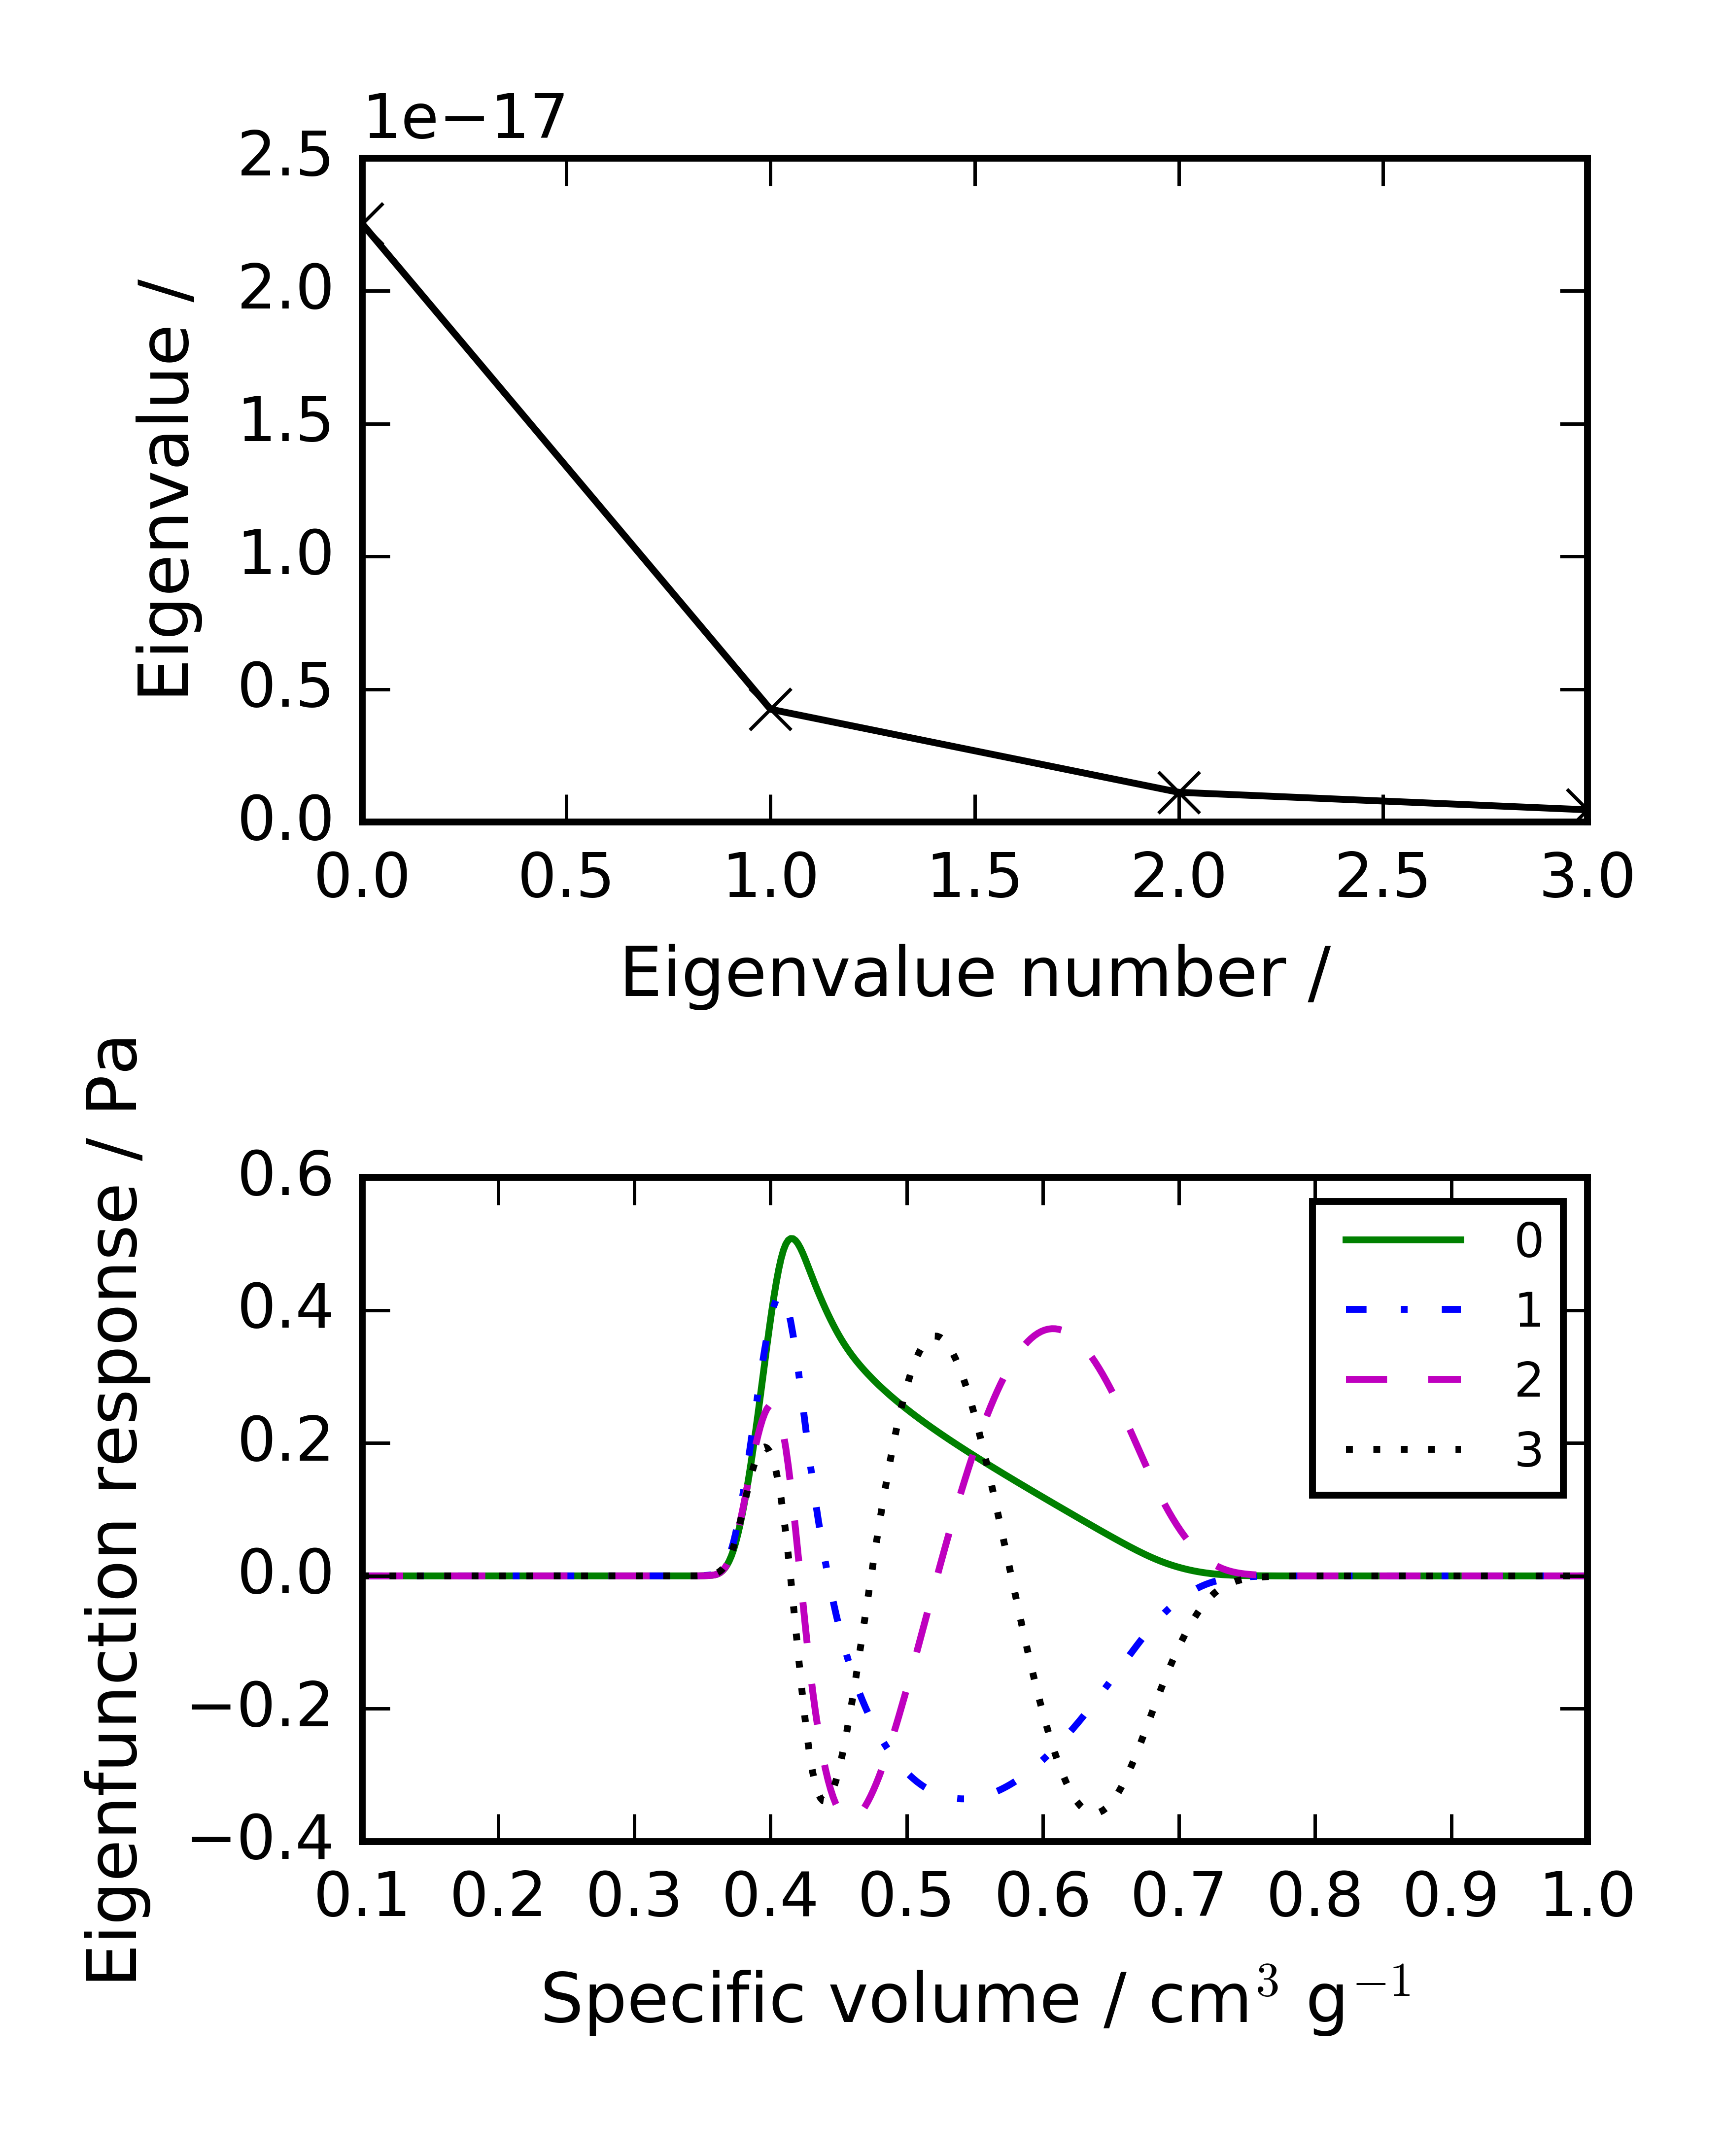 1e−17
2.5
2.0
1.5
1.0
0.5
0.0
Eigenvalue /
0.0 0.5 1.0 1.5 2.0 2.5 3.0
Eigenvalue number /
0.6
0.4
0.2
0.0
−0.2
−0.4
Eigenfunction response / Pa
0
1
2
3
0.1 0.2 0.3 0.4 0.5 0.6 0.7 0.8 0.9 1.0
Specific volume / cm³ g⁻¹